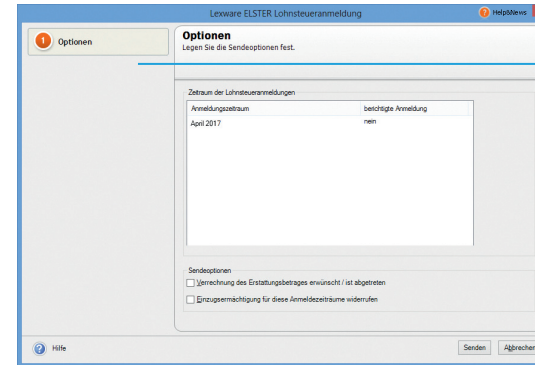 Lexware ELSTER Lohnsteueranmeldung
? Help&News
1 Optionen
Optionen
Legen Sie die Sendeoptionen fest.
Zeitraum der Lohnsteueranmeldungen
Anmeldungszeitraum berichtigte Anmeldung
April 2017 nein
Sendeoptionen
Verrechnung des Erstattungsbetrages erwünscht / ist abgetreten
Einzugsermächtigung für diese Anmeldezeiträume widerrufen
? Hilfe
Senden Abbrechen